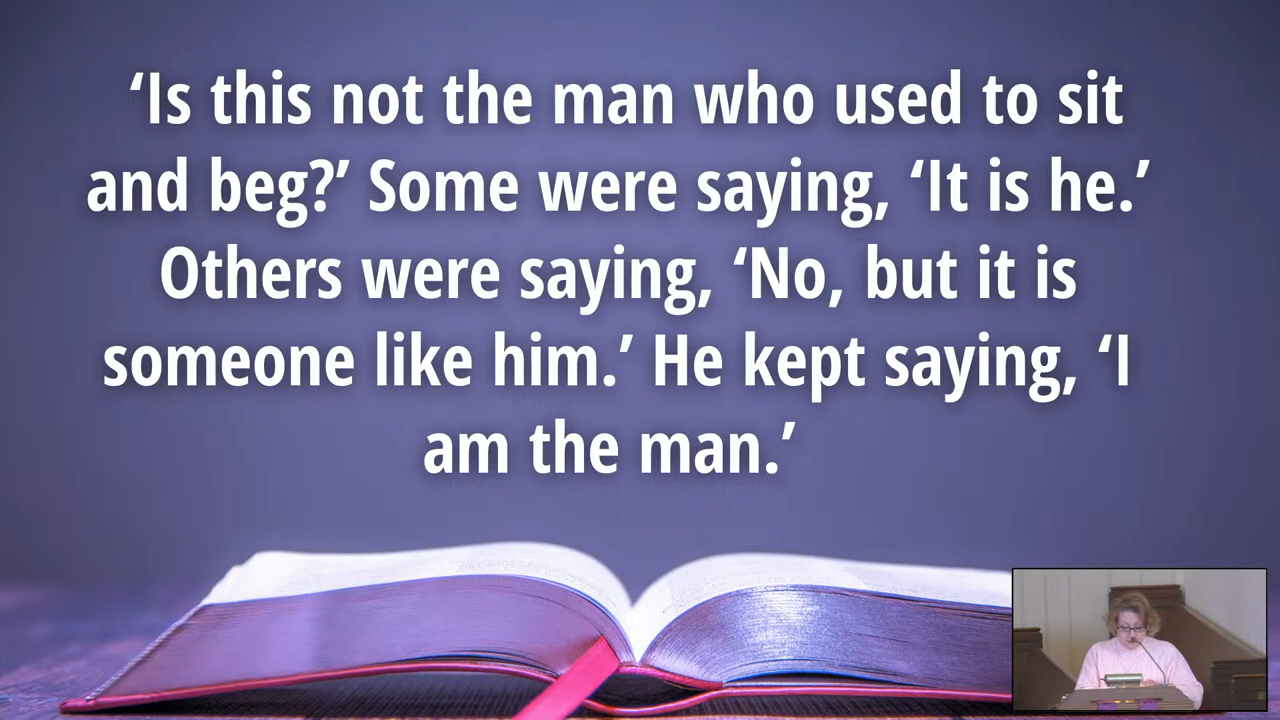 ‘Is this not the man who used to sit
and beg?’ Some were saying, ‘It is he.’
Others were saying, ‘No, but it is
someone like him.’ He kept saying, ‘I
am the man.’